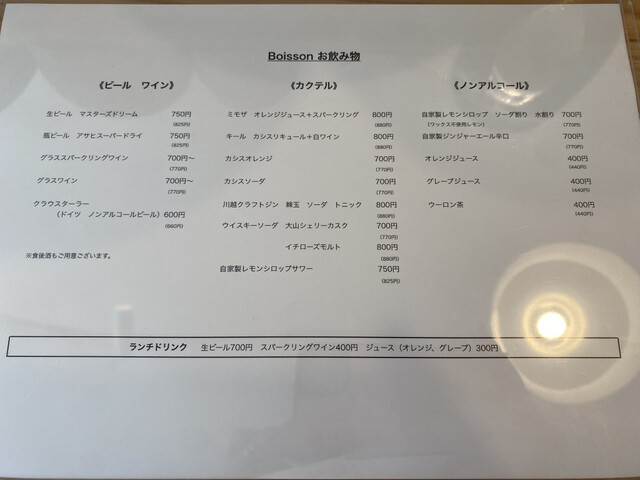 Boisson お飲み物
《ビール　ワイン》
生ビール　マスターズドリーム　750円
(825円)
瓶ビール　アサヒスーパードライ　750円
(825円)
グラススパークリングワイン　700円〜
(770円)
グラスワイン　700円〜
(770円)
クラウスターラー
（ドイツ　ノンアルコールビール）600円
(660円)
※食後酒もご用意ございます。
《カクテル》
ミモザ　オレンジジュース＋スパークリング　800円
(880円)
キール　カシスリキュール＋白ワイン　800円
(880円)
カシスオレンジ　700円
(770円)
カシスソーダ　700円
(770円)
川越クラフトジン　棘玉　ソーダ　トニック　800円
(880円)
ウイスキーソーダ　大山シェリーカスク　700円
(770円)
イチローズモルト　800円
(880円)
自家製レモンシロップサワー　750円
(825円)
《ノンアルコール》
自家製レモンシロップ　ソーダ割り　水割り　700円
（ワックス不使用レモン）　(770円)
自家製ジンジャーエール辛口　700円
(770円)
オレンジジュース　400円
(440円)
グレープジュース　400円
(440円)
ウーロン茶　400円
(440円)
ランチドリンク　生ビール700円　スパークリングワイン400円　ジュース（オレンジ、グレープ）300円